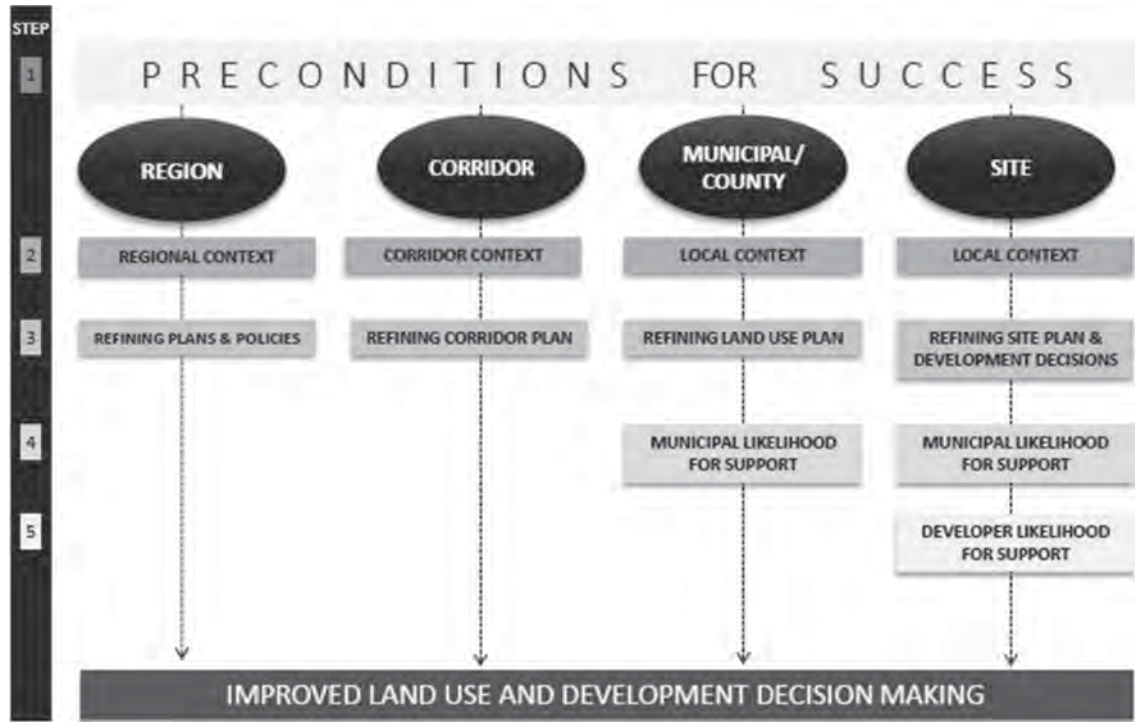 STEP
1
PRECONDITIONS FOR SUCCESS
REGION
CORRIDOR
MUNICIPAL/
COUNTY
SITE
2
REGIONAL CONTEXT
CORRIDOR CONTEXT
LOCAL CONTEXT
LOCAL CONTEXT
3
REFINING PLANS & POLICIES
REFINING CORRIDOR PLAN
REFINING LAND USE PLAN
REFINING SITE PLAN &
DEVELOPMENT DECISIONS
4
MUNICIPAL LIKELIHOOD
FOR SUPPORT
MUNICIPAL LIKELIHOOD
FOR SUPPORT
5
DEVELOPER LIKELIHOOD
FOR SUPPORT
IMPROVED LAND USE AND DEVELOPMENT DECISION MAKING